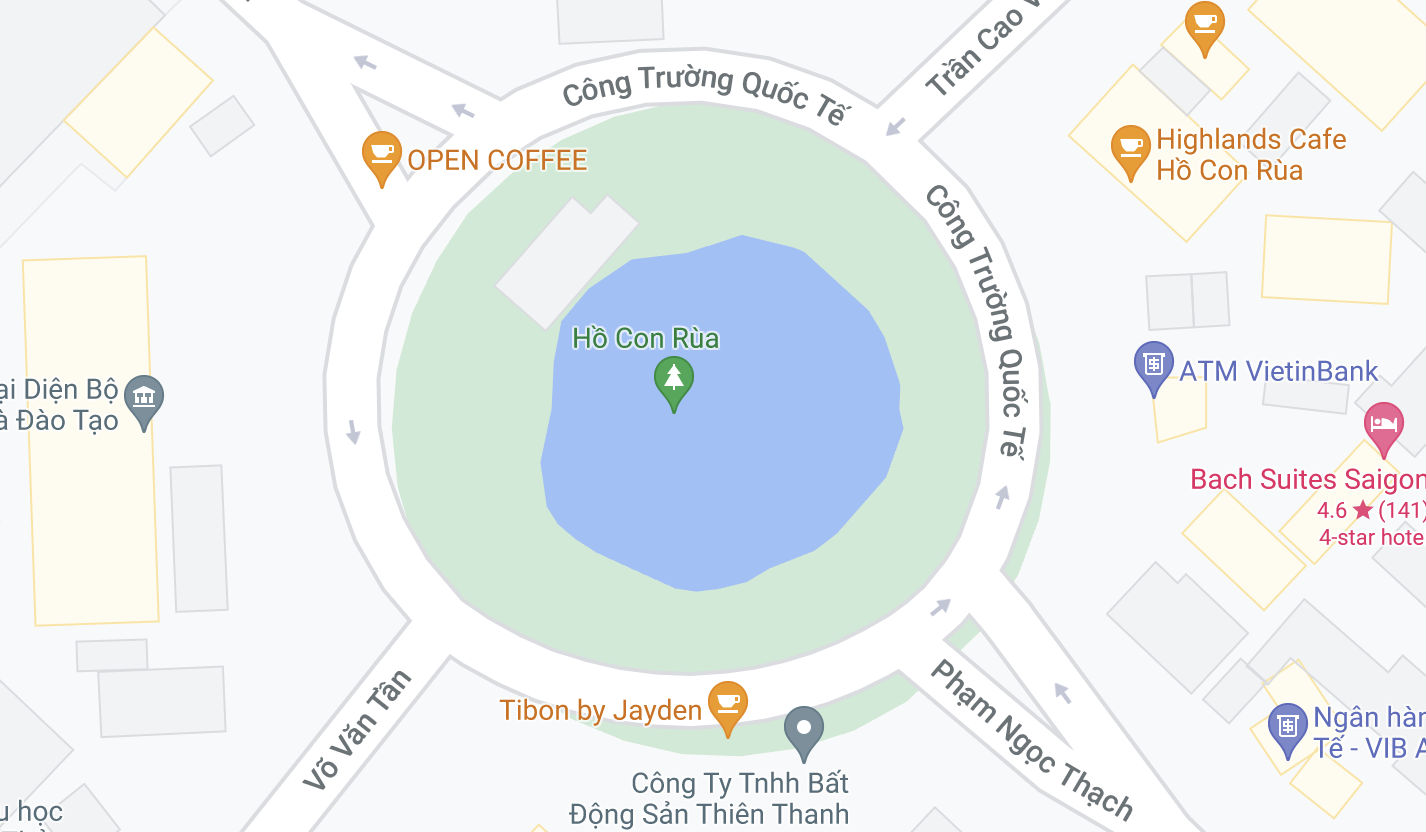 Công Trường Quốc Tế
Trần Cao
OPEN COFFEE
Highlands Cafe
Hồ Con Rùa
Công Trường Quốc Tế
Hồ Con Rùa
ại Diện Bộ
à Đào Tạo
ATM VietinBank
Bach Suites Saigon
4.6 ★ (141)
4-star hote
Võ Văn Tần
Tibon by Jayden
Phạm Ngọc Thạch
Công Ty Tnhh Bất
Động Sản Thiên Thanh
Ngân hàn
Tế - VIB A
u học